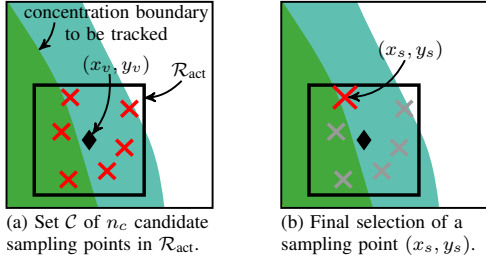 concentration boundary
to be tracked
(x_v, y_v)
R_act
(x_s, y_s)
(a) Set C of n_c candidate
sampling points in R_act.
(b) Final selection of a
sampling point (x_s, y_s).